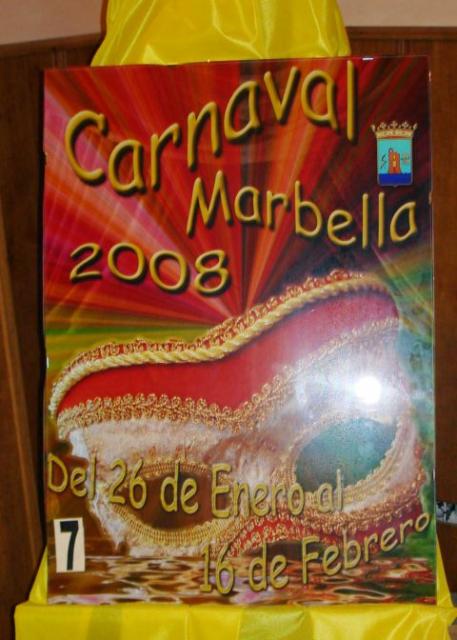 Carnaval
Marbella
2008
Del 26 de Enero al
16 de Febrero
7